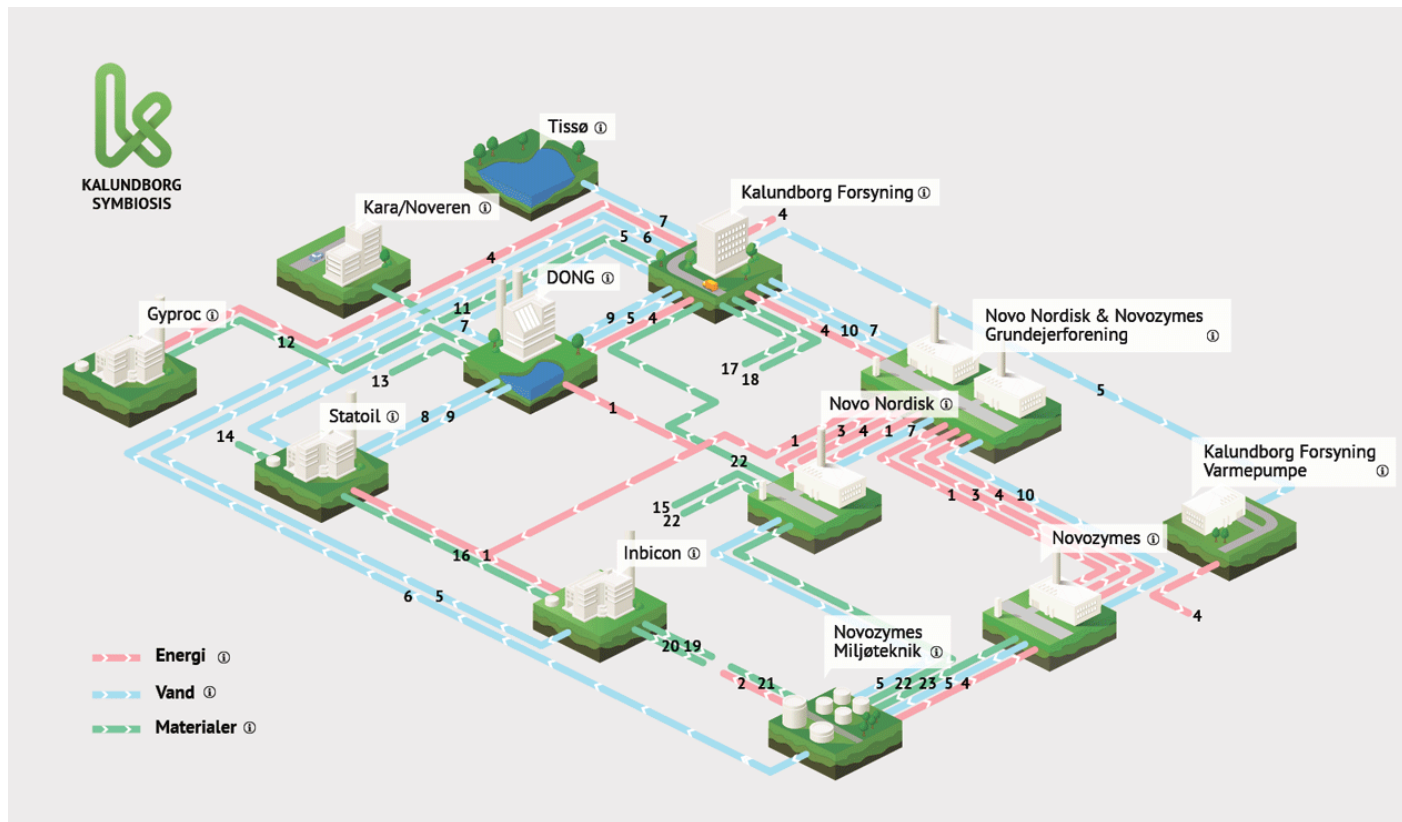 KALUNDBORG
SYMBIOSIS
Tissø
Kalundborg Forsyning
Kara/Noveren
4
7
5 6
4
DONG
Gyproc
11
7
9 5 4
4 10 7
Novo Nordisk & Novozymes
Grundejerforening
12
13
17
18
5
Statoil
8 9
1
Novo Nordisk
14
1 3 4 1 7
Kalundborg Forsyning
Varmepumpe
22
15
22
1 3 4 10
16 1
Inbicon
Novozymes
6 5
4
Novozymes
Miljøteknik
20 19
Energi
2 21
5 22 23 5 4
Vand
Materialer